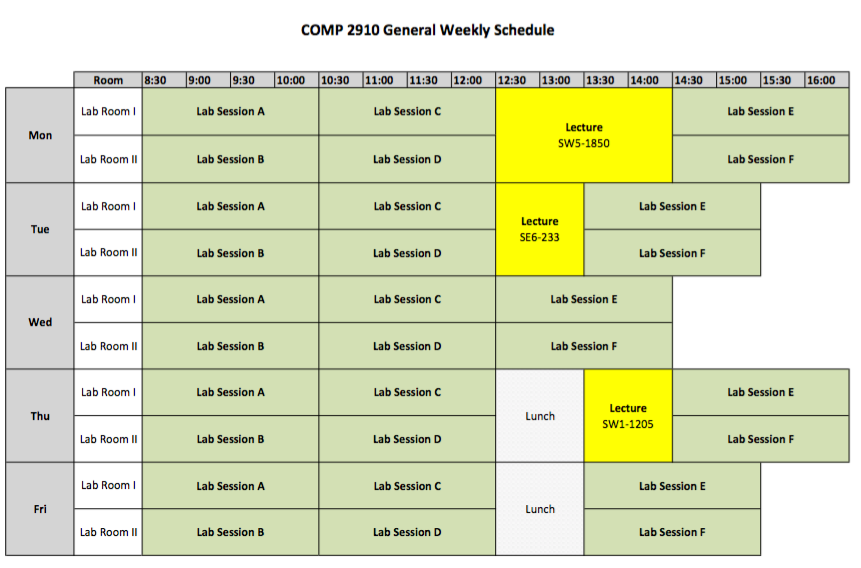 COMP 2910 General Weekly Schedule
Room 8:30 9:00 9:30 10:00 10:30 11:00 11:30 12:00 12:30 13:00 13:30 14:00 14:30 15:00 15:30 16:00
Mon
Lab Room I Lab Session A Lab Session C Lab Session E
Lecture
SW5-1850
Lab Room II Lab Session B Lab Session D Lab Session F
Tue
Lab Room I Lab Session A Lab Session C Lab Session E
Lecture
SE6-233
Lab Room II Lab Session B Lab Session D Lab Session F
Wed
Lab Room I Lab Session A Lab Session C Lab Session E
Lab Room II Lab Session B Lab Session D Lab Session F
Thu
Lab Room I Lab Session A Lab Session C Lab Session E
Lunch
Lecture
SW1-1205
Lab Room II Lab Session B Lab Session D Lab Session F
Fri
Lab Room I Lab Session A Lab Session C Lab Session E
Lunch
Lab Room II Lab Session B Lab Session D Lab Session F